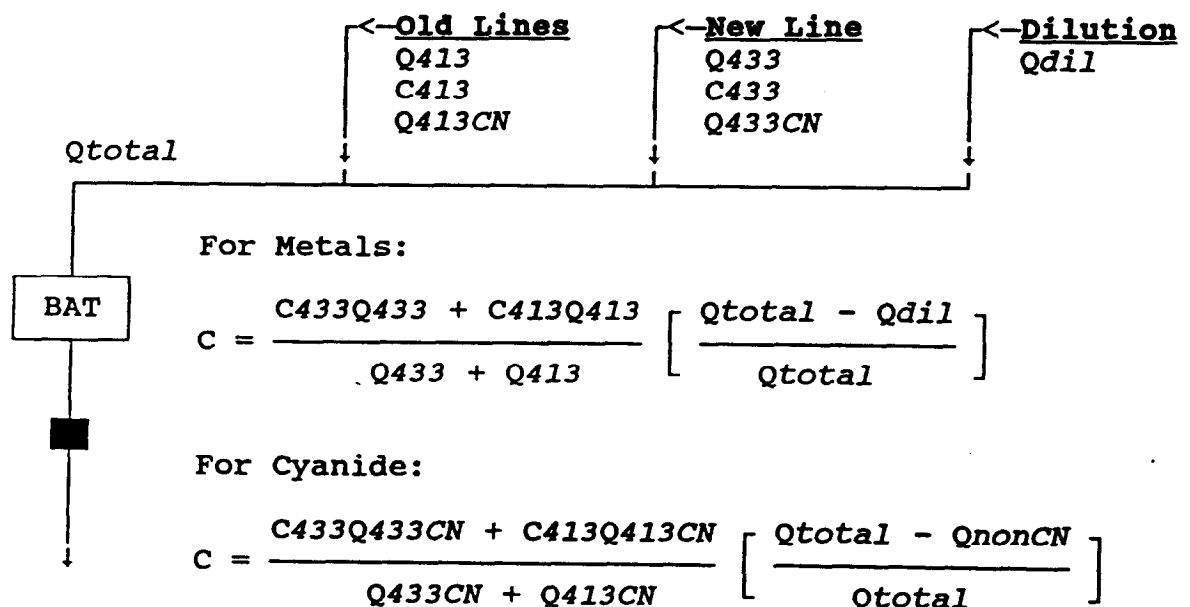 <-Old Lines <-New Line <-Dilution
Q413 Q433 Qdil
C413 C433
Q413CN Q433CN
Qtotal
For Metals:
BAT
C433Q433 + C413Q413 [ Qtotal - Qdil ]
C =
Q433 + Q413 Qtotal
For Cyanide:
C433Q433CN + C413Q413CN [ Qtotal - QnonCN ]
C =
Q433CN + Q413CN Qtotal